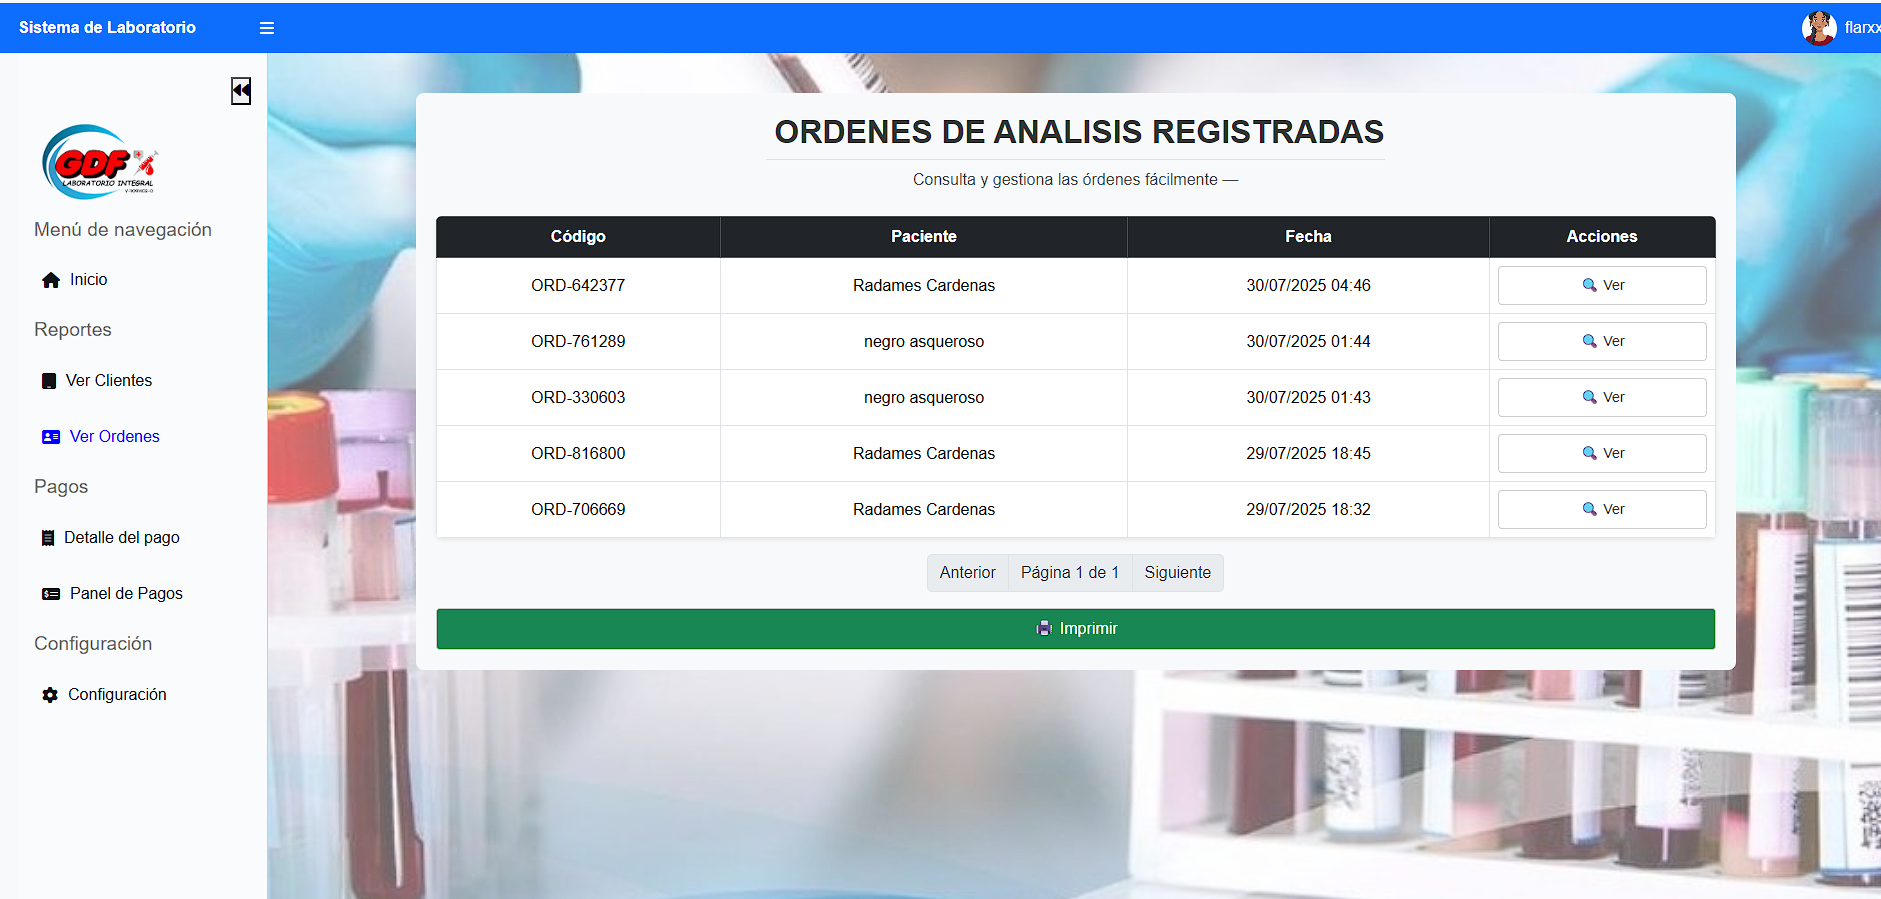 Sistema de Laboratorio
flarxx
GDF
LABORATORIO INTEGRAL
Menú de navegación
Inicio
Reportes
Ver Clientes
Ver Ordenes
Pagos
Detalle del pago
Panel de Pagos
Configuración
Configuración
ORDENES DE ANALISIS REGISTRADAS
Consulta y gestiona las órdenes fácilmente —
Código Paciente Fecha Acciones
ORD-642377 Radames Cardenas 30/07/2025 04:46 Ver
ORD-761289 negro asqueroso 30/07/2025 01:44 Ver
ORD-330603 negro asqueroso 30/07/2025 01:43 Ver
ORD-816800 Radames Cardenas 29/07/2025 18:45 Ver
ORD-706669 Radames Cardenas 29/07/2025 18:32 Ver
Anterior Página 1 de 1 Siguiente
Imprimir